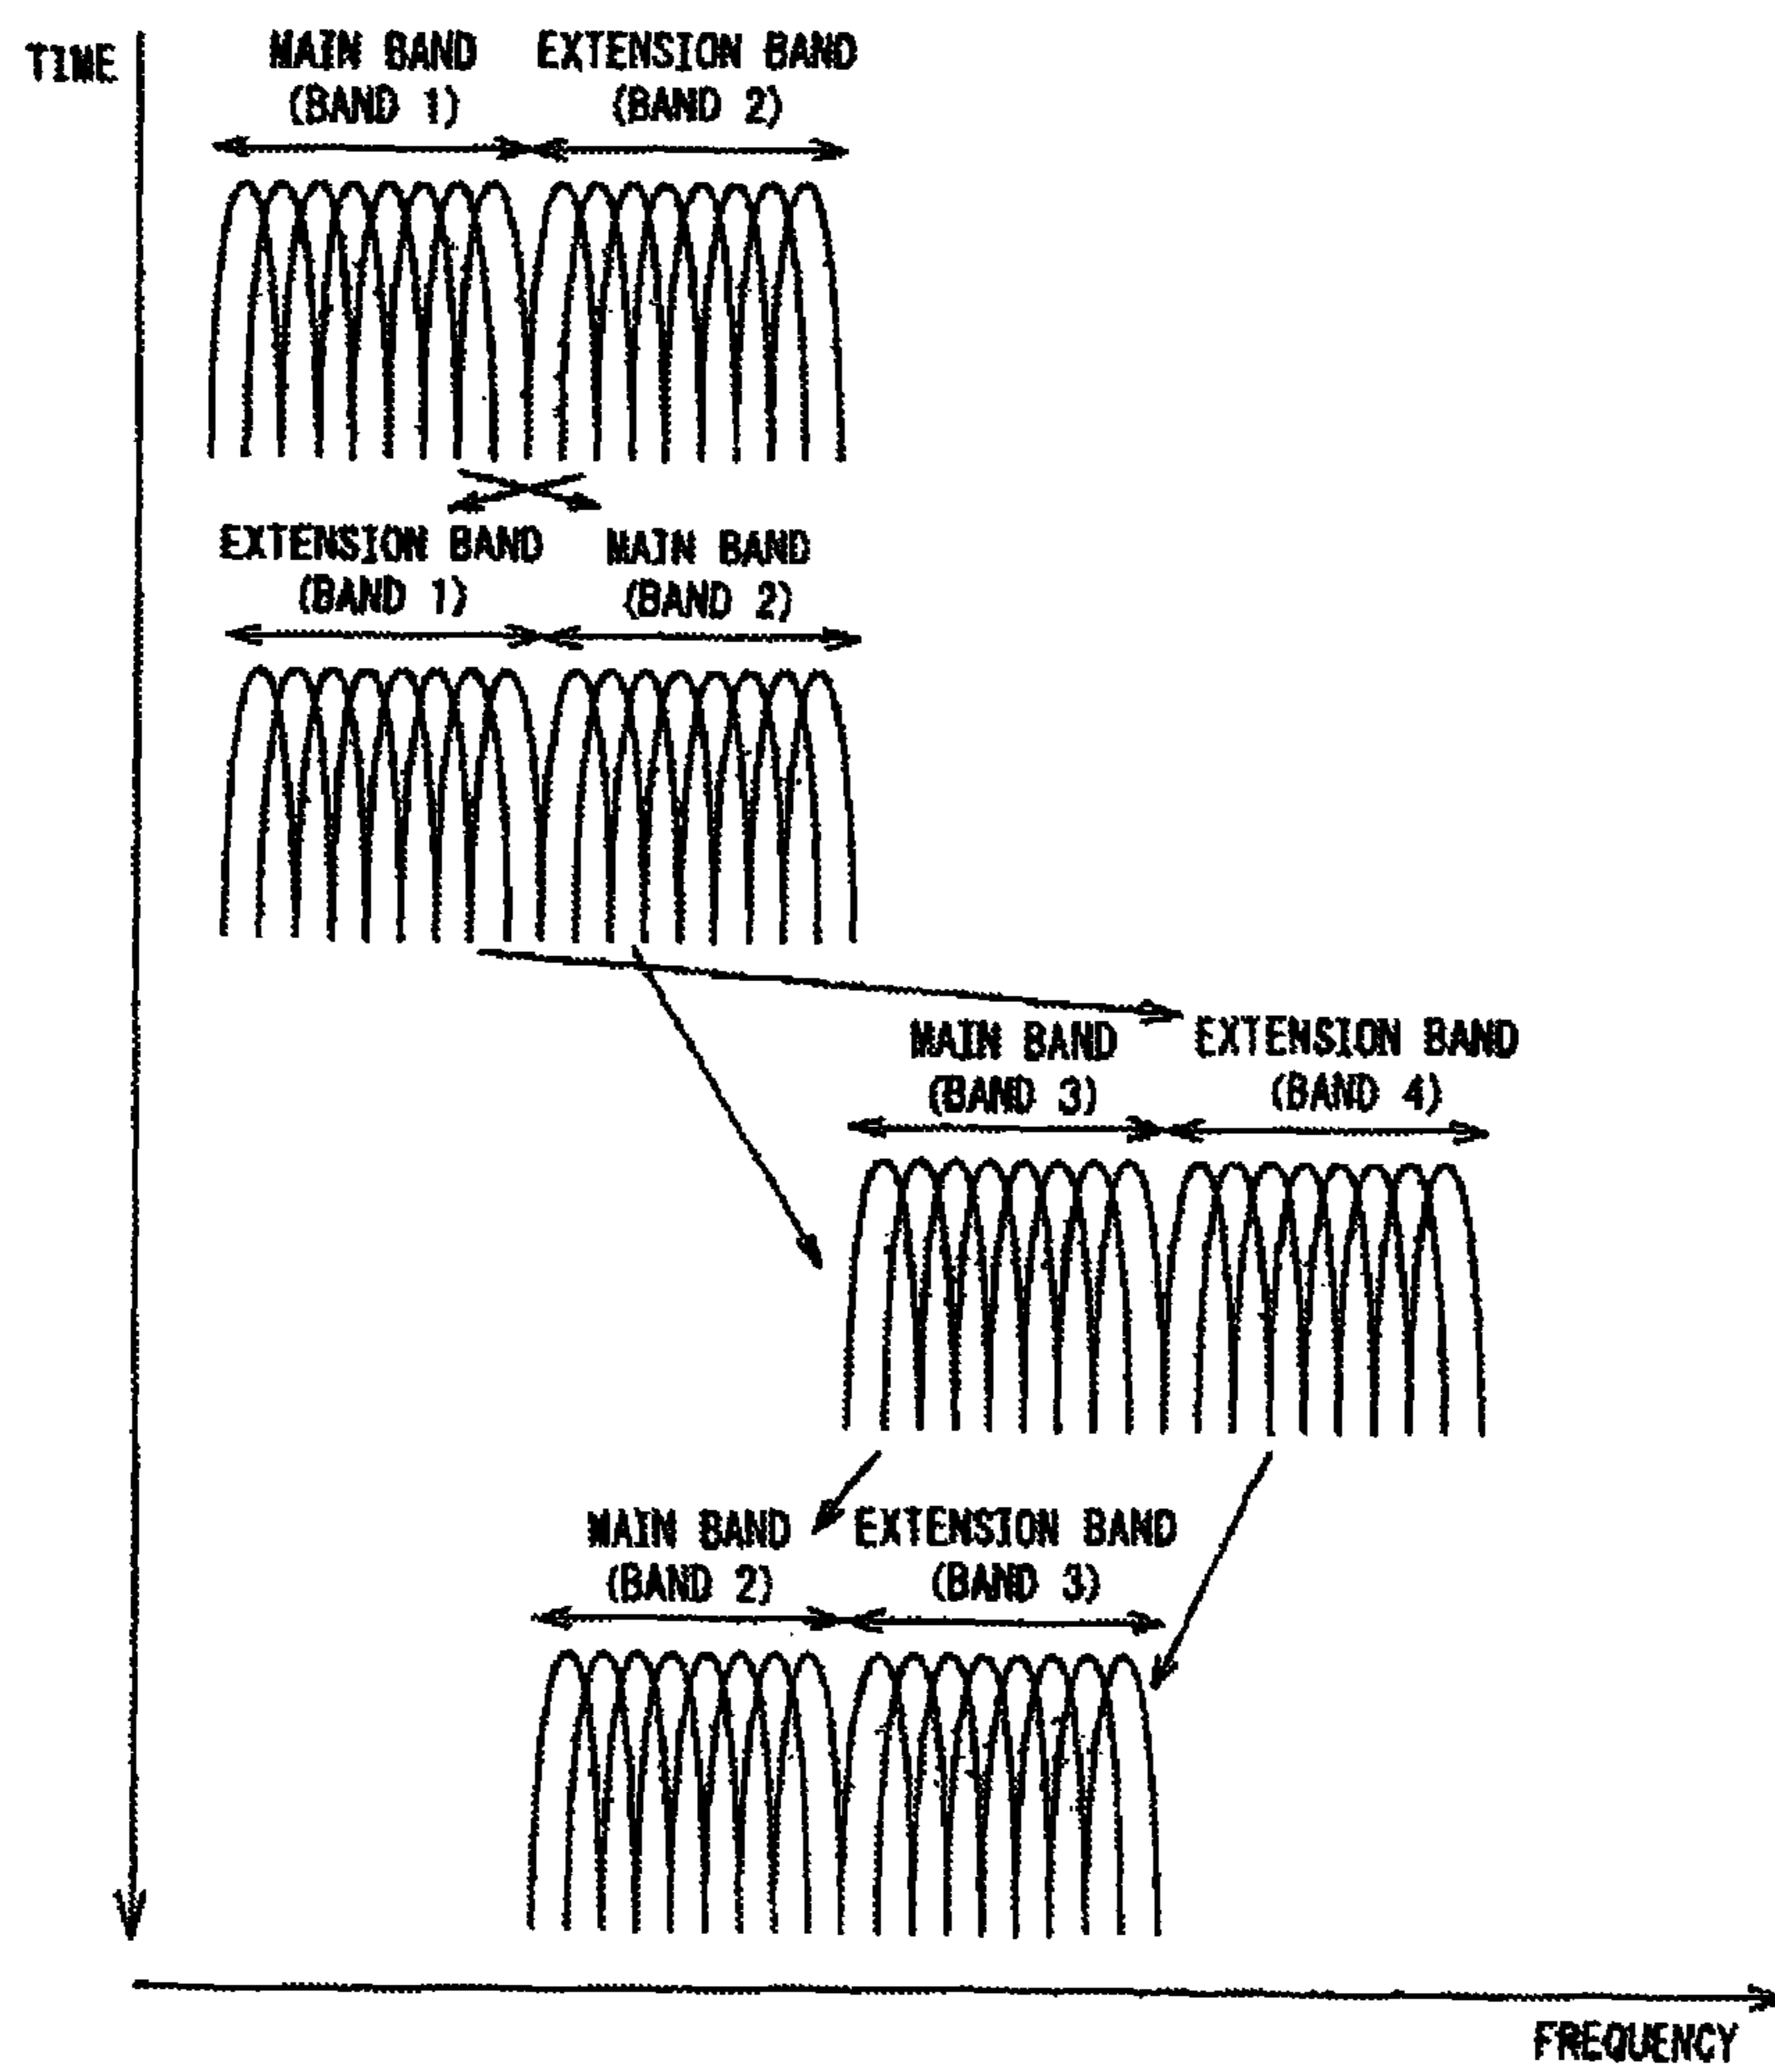 TIME
MAIN BAND EXTENSION BAND
(BAND 1) (BAND 2)
EXTENSION BAND MAIN BAND
(BAND 1) (BAND 2)
MAIN BAND EXTENSION BAND
(BAND 3) (BAND 4)
MAIN BAND EXTENSION BAND
(BAND 2) (BAND 3)
FREQUENCY